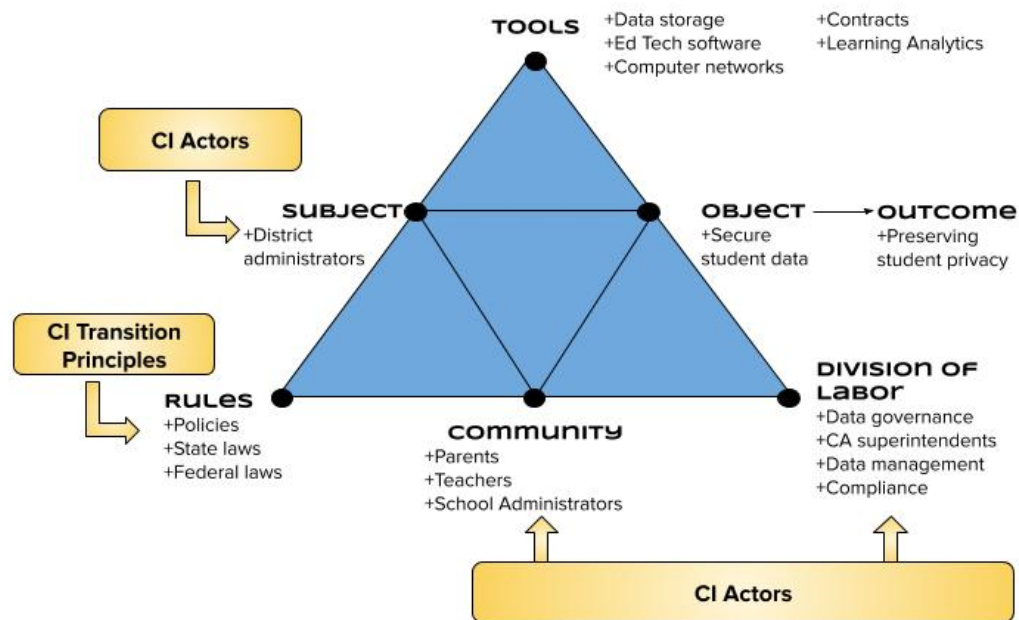 TOOLS
+Data storage
+Ed Tech software
+Computer networks
+Contracts
+Learning Analytics
CI Actors
SUBJECT
+District
administrators
OBJECT
+Secure
student data
OUTCOME
+Preserving
student privacy
CI Transition
Principles
RULES
+Policies
+State laws
+Federal laws
COMMUNITY
+Parents
+Teachers
+School Administrators
DIVISION OF
LABOR
+Data governance
+CA superintendents
+Data management
+Compliance
CI Actors